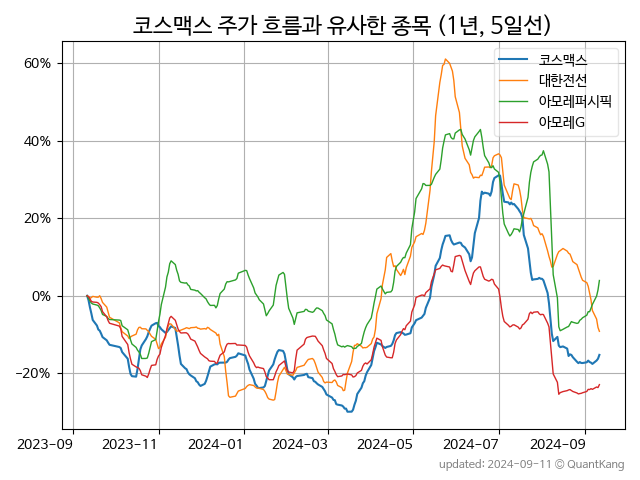 코스맥스 주가 흐름과 유사한 종목 (1년, 5일선)
코스맥스
대한전선
아모레퍼시픽
아모레G
60%
40%
20%
0%
−20%
2023-09
2023-11
2024-01
2024-03
2024-05
2024-07
2024-09
updated: 2024-09-11 © QuantKang